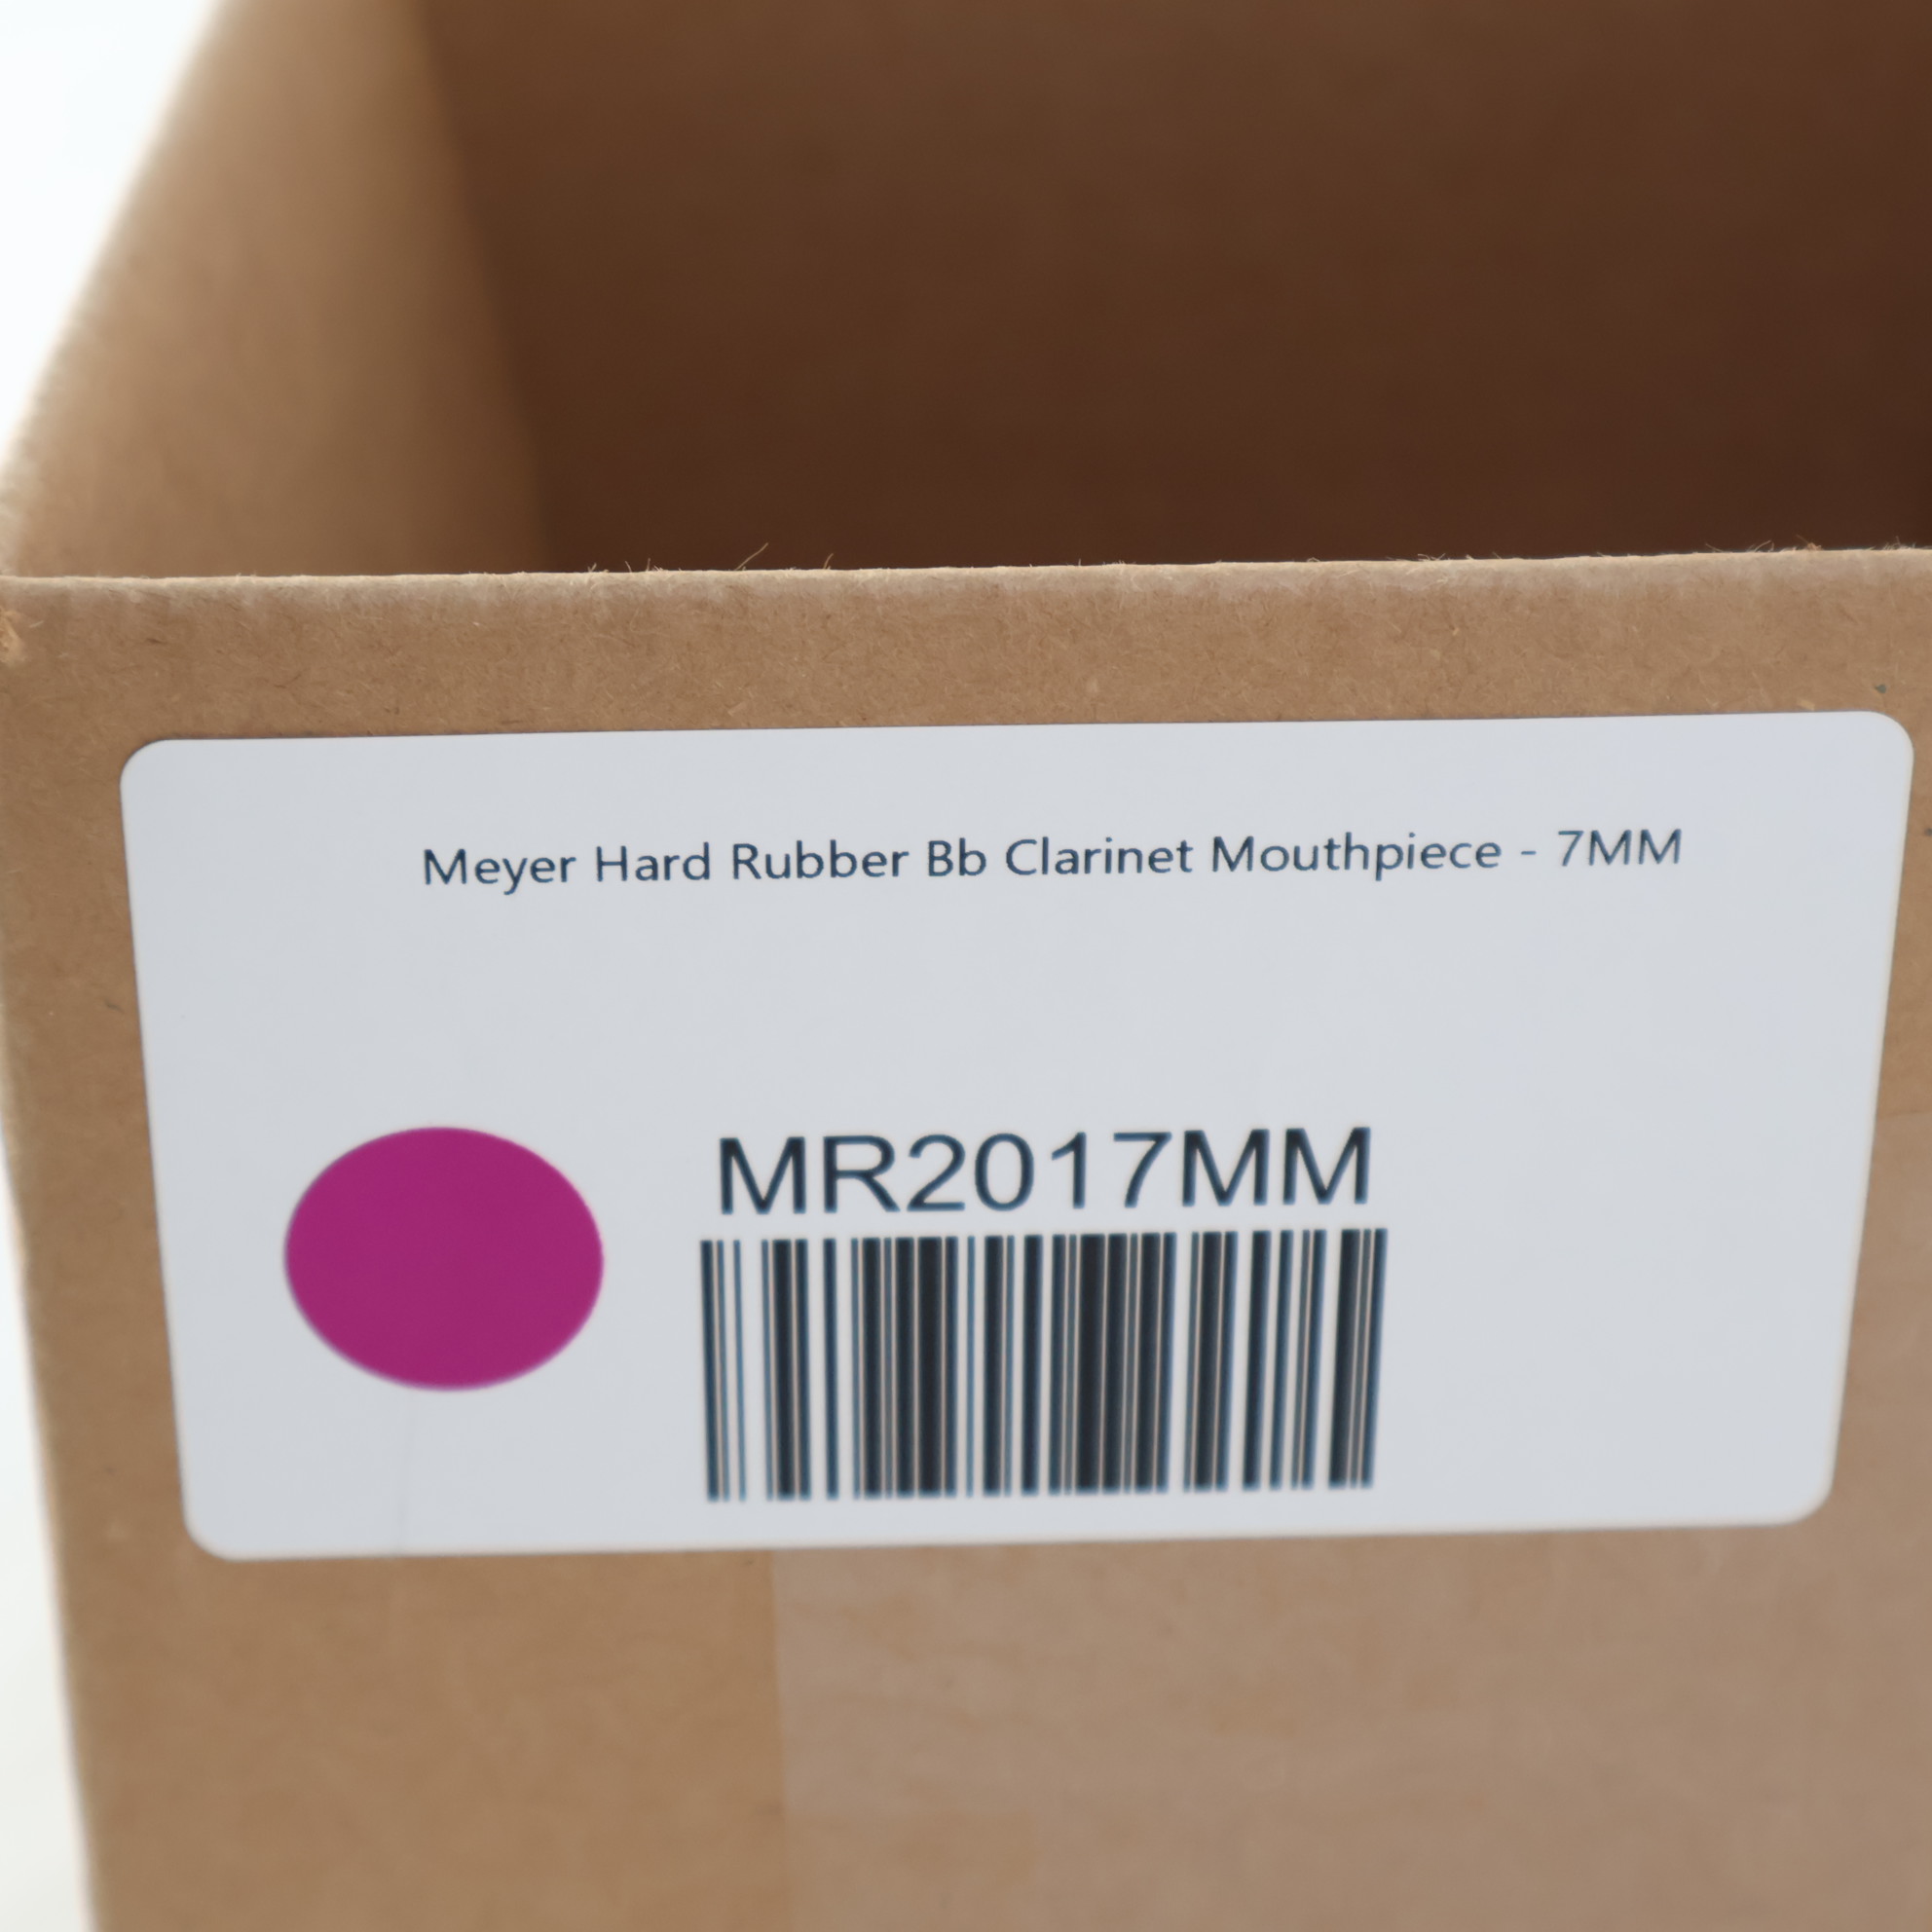 Meyer Hard Rubber Bb Clarinet Mouthpiece - 7MM
MR2017MM